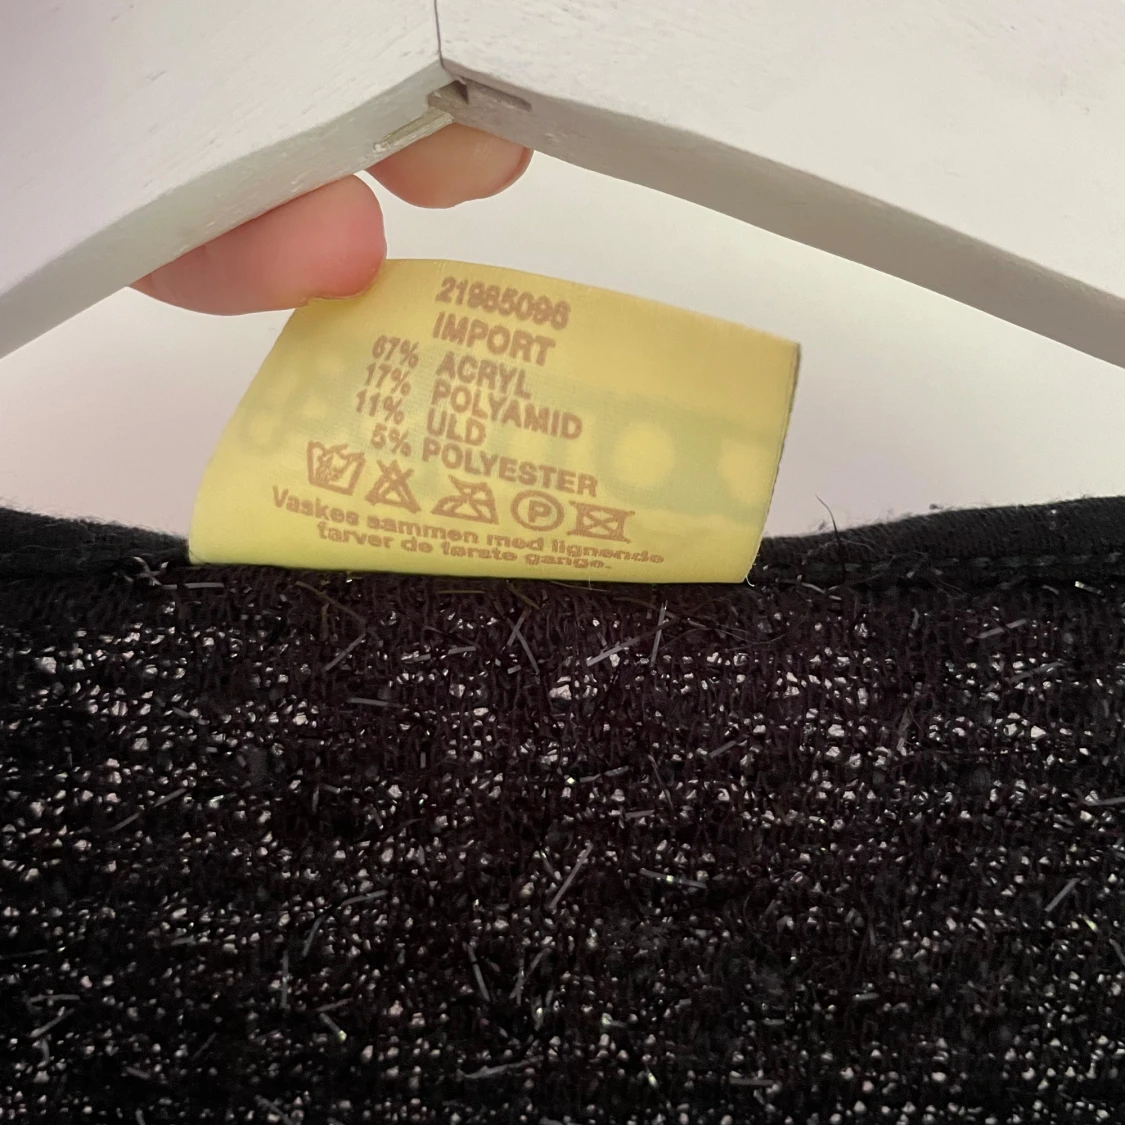 21985096
IMPORT
67% ACRYL
17% POLYAMID
11% ULD
5% POLYESTER
P
Vaskes sammen med lignende
farver de første gange.